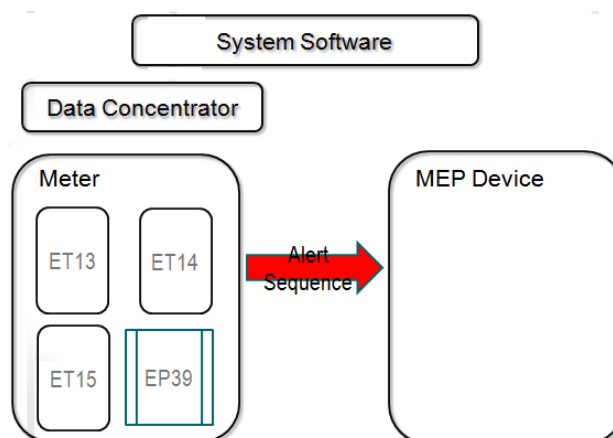 System Software
Data Concentrator
Meter
MEP Device
ET13
ET14
Alert
Sequence
ET15
EP39